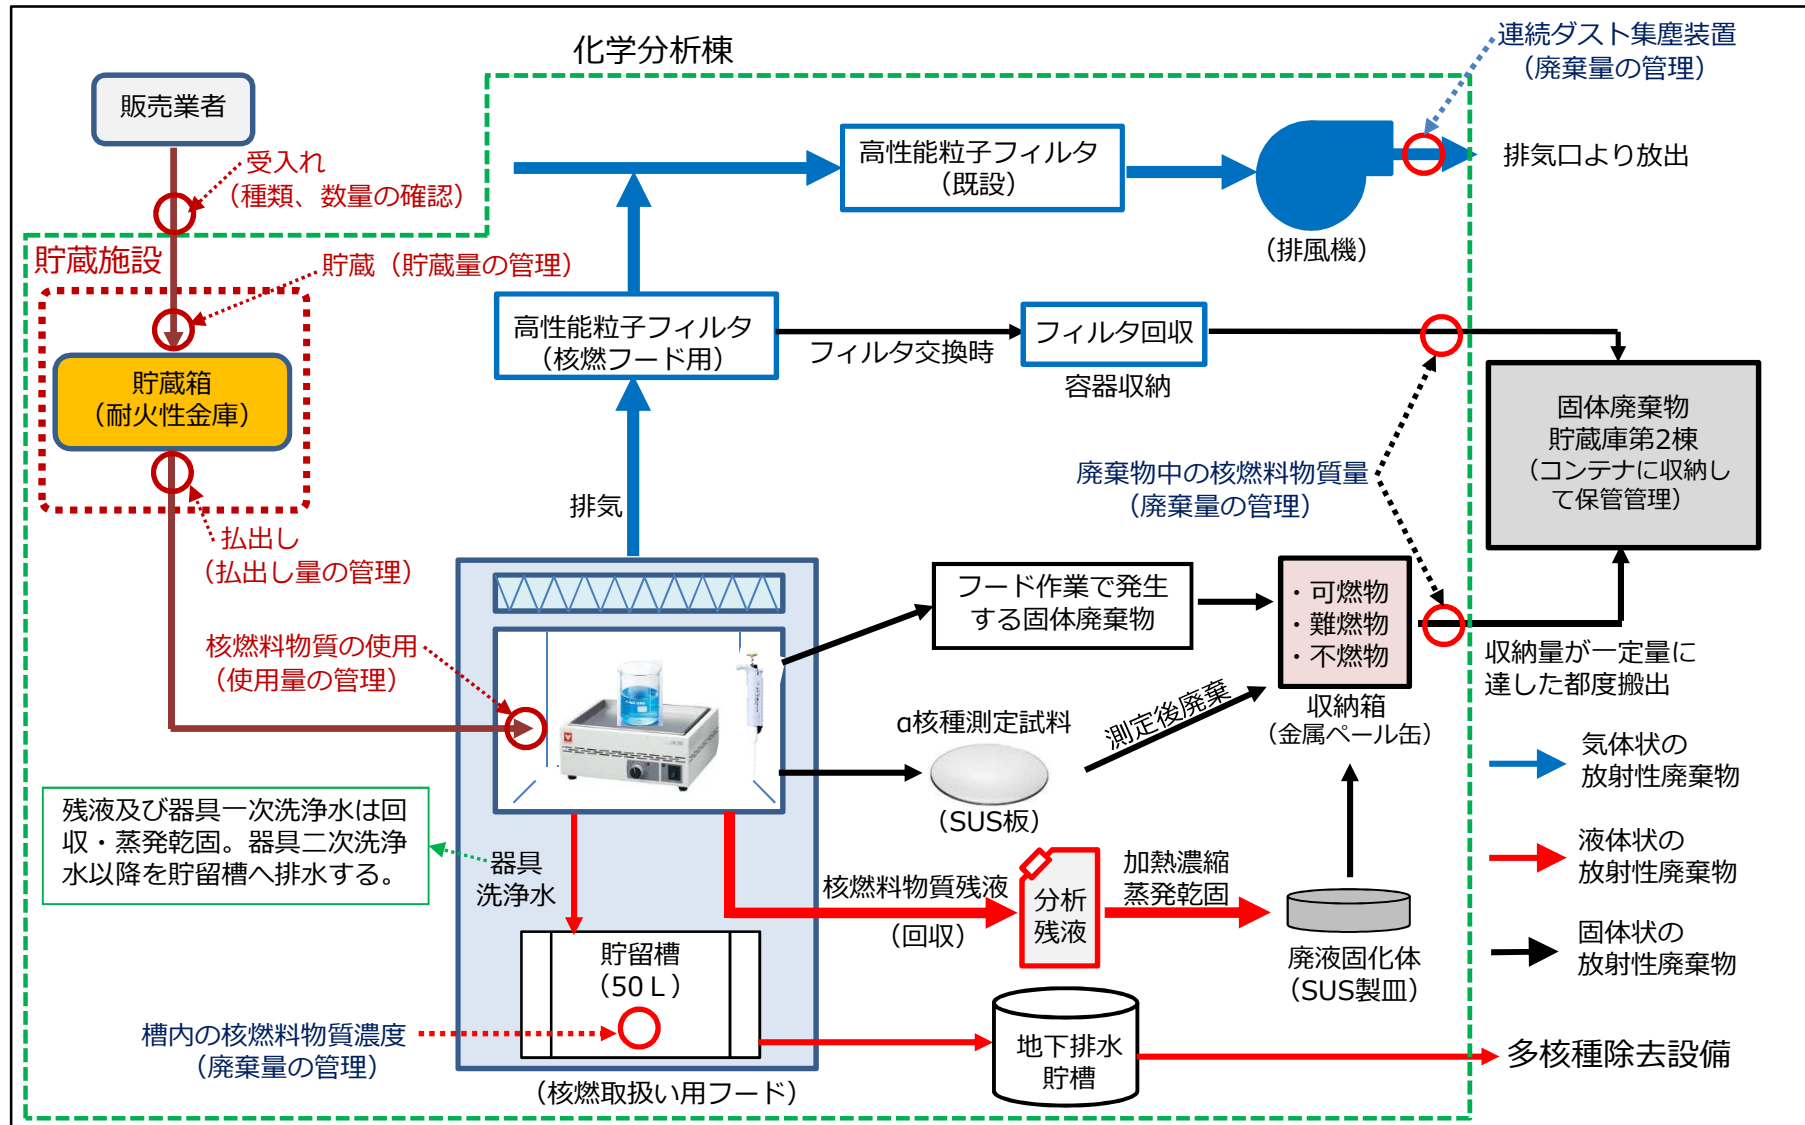 化学分析棟
連続ダスト集塵装置
（廃棄量の管理）
販売業者
受入れ
（種類、数量の確認）
高性能粒子フィルタ
（既設）
（排風機）
排気口より放出
貯蔵施設
貯蔵（貯蔵量の管理）
貯蔵箱
（耐火性金庫）
高性能粒子フィルタ
（核燃フード用）
フィルタ交換時
フィルタ回収
容器収納
固体廃棄物
貯蔵庫第2棟
（コンテナに収納し
て保管管理）
廃棄物中の核燃料物質量
（廃棄量の管理）
排気
払出し
（払出し量の管理）
フード作業で発生
する固体廃棄物
・可燃物
・難燃物
・不燃物
収納箱
（金属ペール缶）
収納量が一定量に
達した都度搬出
核燃料物質の使用
（使用量の管理）
α核種測定試料
（SUS板）
測定後廃棄
気体状の
放射性廃棄物
残液及び器具一次洗浄水は回
収・蒸発乾固。器具二次洗浄
水以降を貯留槽へ排水する。
器具
洗浄水
核燃料物質残液
（回収）
分析
残液
加熱濃縮
蒸発乾固
廃液固化体
（SUS製皿）
液体状の
放射性廃棄物
固体状の
放射性廃棄物
貯留槽
（50Ｌ）
槽内の核燃料物質濃度
（廃棄量の管理）
（核燃取扱い用フード）
地下排水
貯槽
多核種除去設備